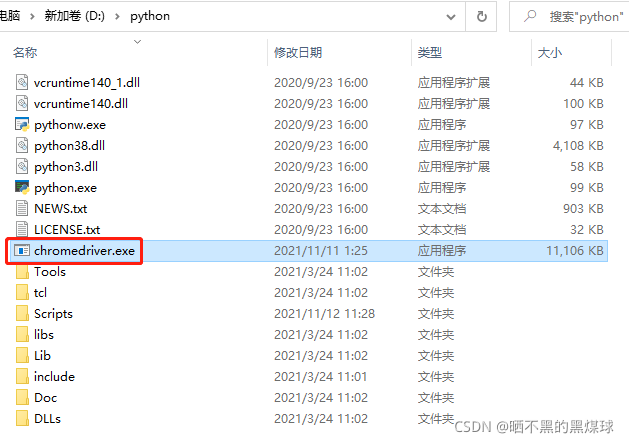 电脑 > 新加卷 (D:) > python 搜索"python"
名称 修改日期 类型 大小
vcruntime140_1.dll 2020/9/23 16:00 应用程序扩展 44 KB
vcruntime140.dll 2020/9/23 16:00 应用程序扩展 100 KB
pythonw.exe 2020/9/23 16:00 应用程序 97 KB
python38.dll 2020/9/23 16:00 应用程序扩展 4,108 KB
python3.dll 2020/9/23 16:00 应用程序扩展 58 KB
python.exe 2020/9/23 16:00 应用程序 99 KB
NEWS.txt 2020/9/23 16:00 文本文档 903 KB
LICENSE.txt 2020/9/23 16:00 文本文档 32 KB
chromedriver.exe 2021/11/11 1:25 应用程序 11,106 KB
Tools 2021/3/24 11:02 文件夹
tcl 2021/3/24 11:02 文件夹
Scripts 2021/11/12 11:28 文件夹
libs 2021/3/24 11:02 文件夹
Lib 2021/3/24 11:02 文件夹
include 2021/3/24 11:01 文件夹
Doc 2021/3/24 11:02 文件夹
DLLs 2021/3/24 11:02 文件夹
CSDN @晒不黑的黑煤球